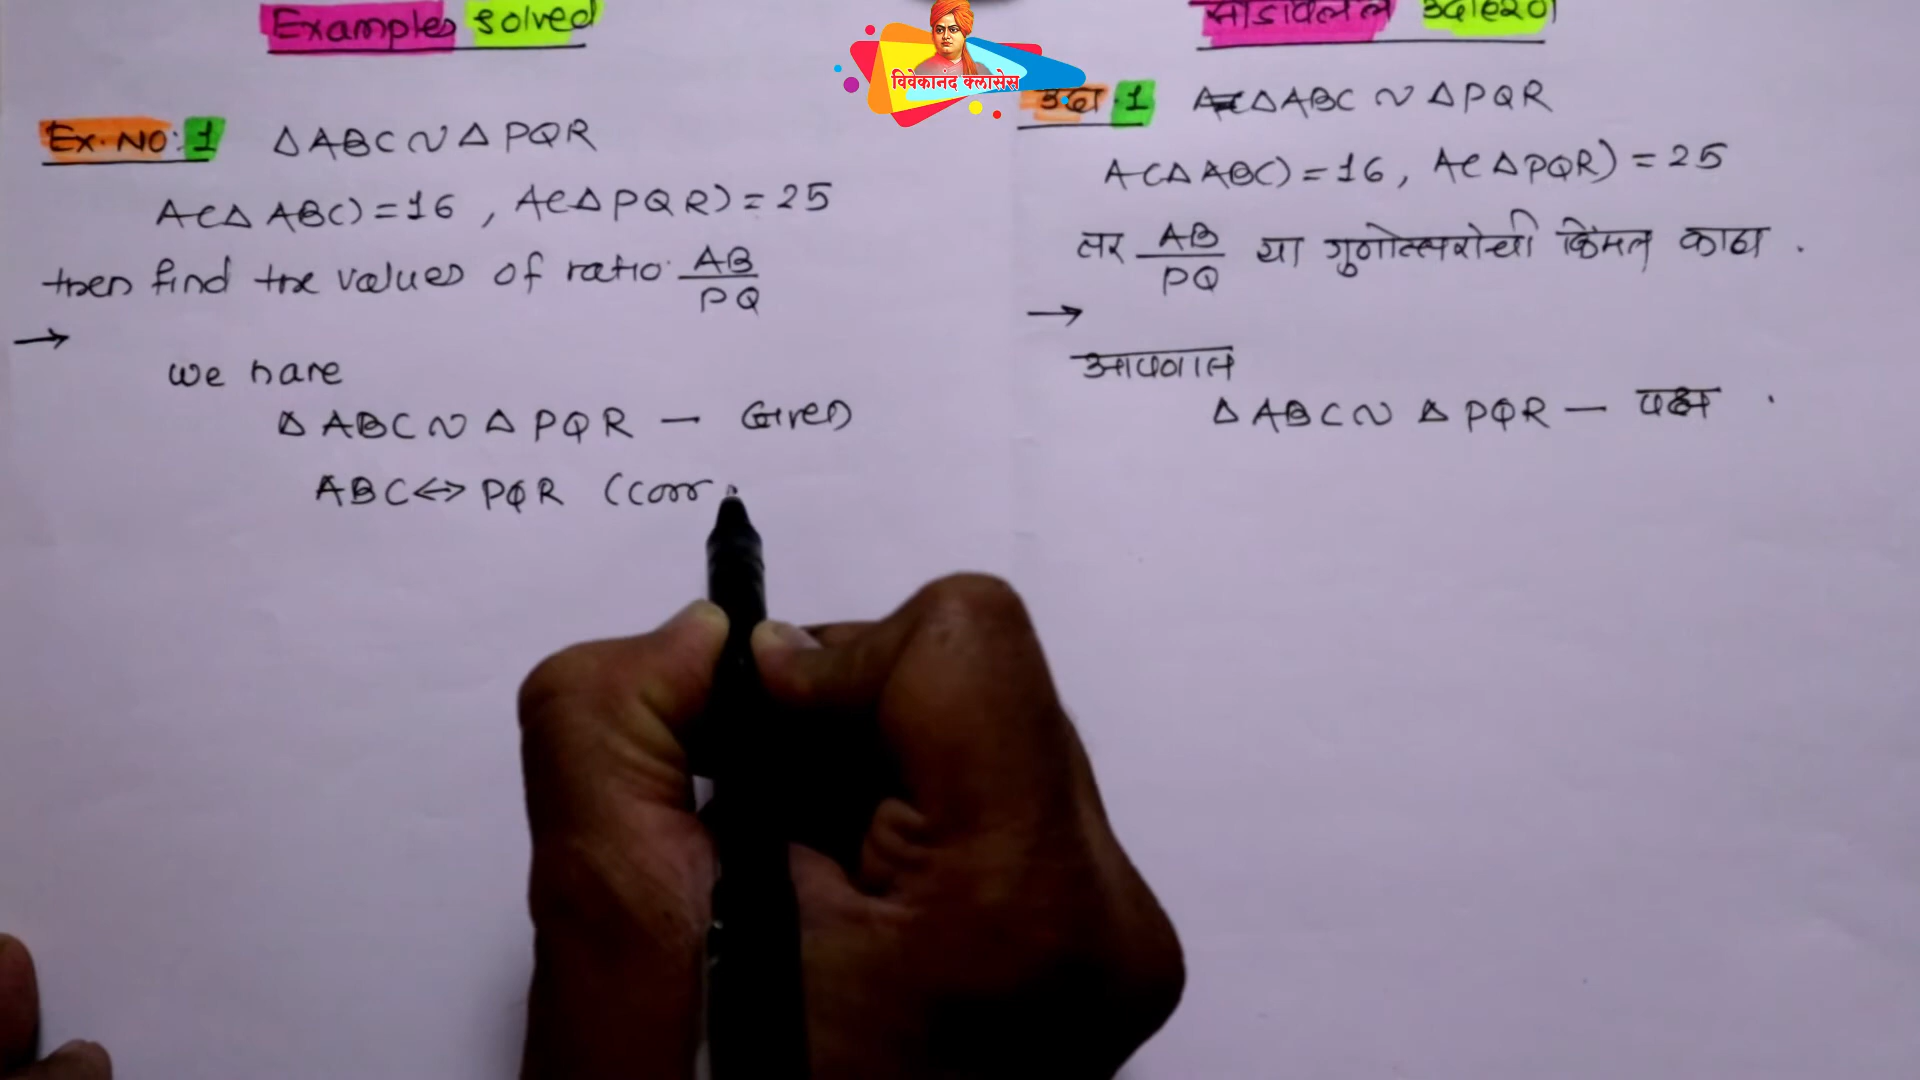 Examples solved
Ex. NO: 1 △ ABC ~ △ PQR
A(△ ABC) = 16 , A(△ PQR) = 25
then find the values of ratio AB/PQ
→
we have
△ ABC ~ △ PQR — Given
ABC ↔ PQR (corr
विवेकानंद क्लासेस
उदाहरण
उदा. 1 △ ABC ~ △ PQR
A(△ ABC) = 16 , A(△ PQR) = 25
तर AB/PQ या गुणोत्तराची किंमत काढा .
→
△ ABC ~ △ PQR — पक्ष .